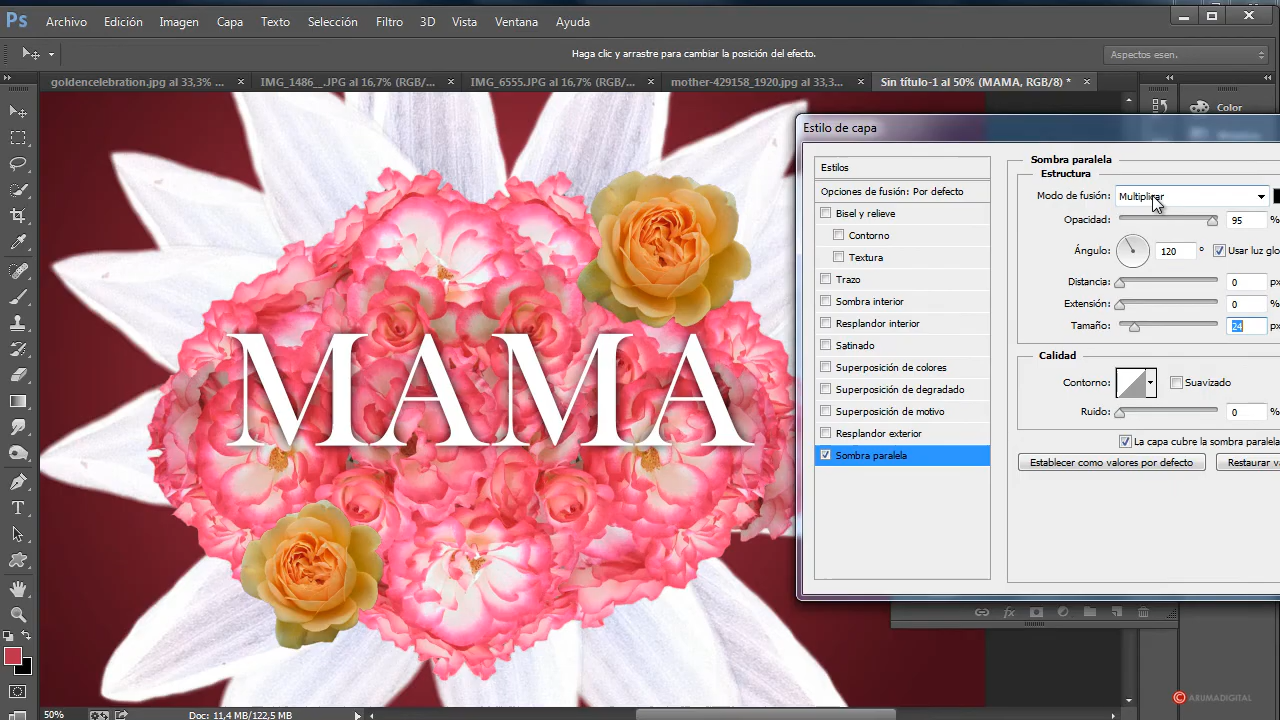 Ps Archivo Edición Imagen Capa Texto Selección Filtro 3D Vista Ventana Ayuda
Haga clic y arrastre para cambiar la posición del efecto.
Aspectos esen.
goldencelebration.jpg al 33,3% ... IMG_1486__.JPG al 16,7% (RGB/... IMG_6555.JPG al 16,7% (RGB/... mother-429158_1920.jpg al 33,3... Sin título-1 al 50% (MAMA, RGB/8) *
Color
Estilo de capa
Estilos
Opciones de fusión: Por defecto
Bisel y relieve
Contorno
Textura
Trazo
Sombra interior
Resplandor interior
Satinado
Superposición de colores
Superposición de degradado
Superposición de motivo
Resplandor exterior
Sombra paralela
Sombra paralela
Estructura
Modo de fusión: Multiplicar
Opacidad: 95 %
Ángulo: 120 ° Usar luz glo
Distancia: 0 px
Extensión: 0 %
Tamaño: 24 px
Calidad
Contorno: Suavizado
Ruido: 0 %
La capa cubre la sombra paralela
Establecer como valores por defecto
Restaurar va
MAMA
fx
50% Doc: 11,4 MB/122,5 MB
© ARUMADIGITAL